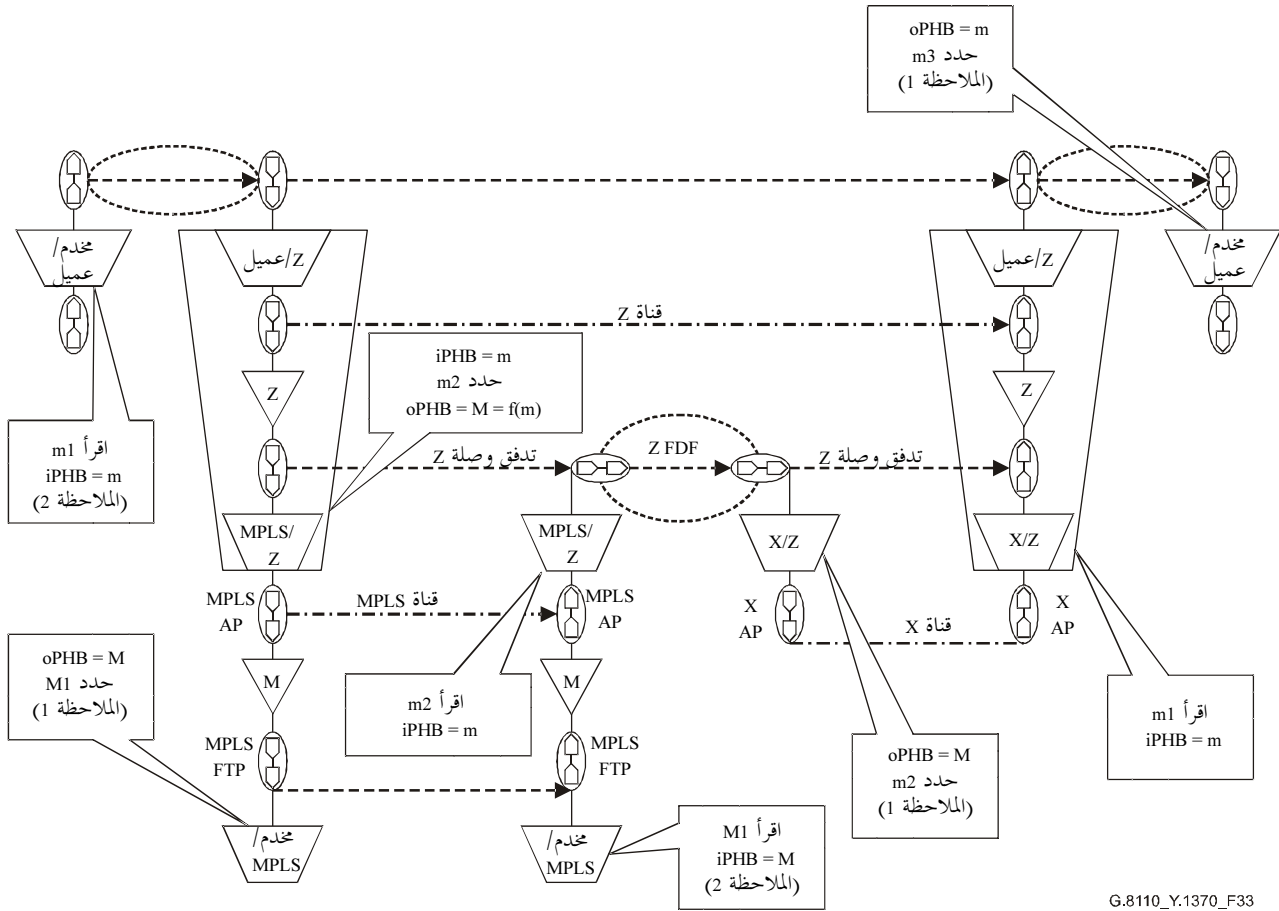 oPHB = m
حدد m3
(الملاحظة 1)
مخدم/
عميل
Z/عميل
Z/عميل
مخدم/
عميل
قناة Z
iPHB = m
حدد m2
oPHB = M = f(m)
Z
Z
اقرأ m1
iPHB = m
(الملاحظة 2)
تدفق وصلة Z
Z FDF
تدفق وصلة Z
MPLS/
Z
MPLS/
Z
X/Z
X/Z
MPLS
AP
قناة MPLS
MPLS
AP
X
AP
قناة X
X
AP
oPHB = M
حدد M1
(الملاحظة 1)
M
M
اقرأ m2
iPHB = m
اقرأ m1
iPHB = m
MPLS
FTP
MPLS
FTP
oPHB = M
حدد m2
(الملاحظة 1)
مخدم/
MPLS
مخدم/
MPLS
اقرأ M1
iPHB = M
(الملاحظة 2)
G.8110_Y.1370_F33